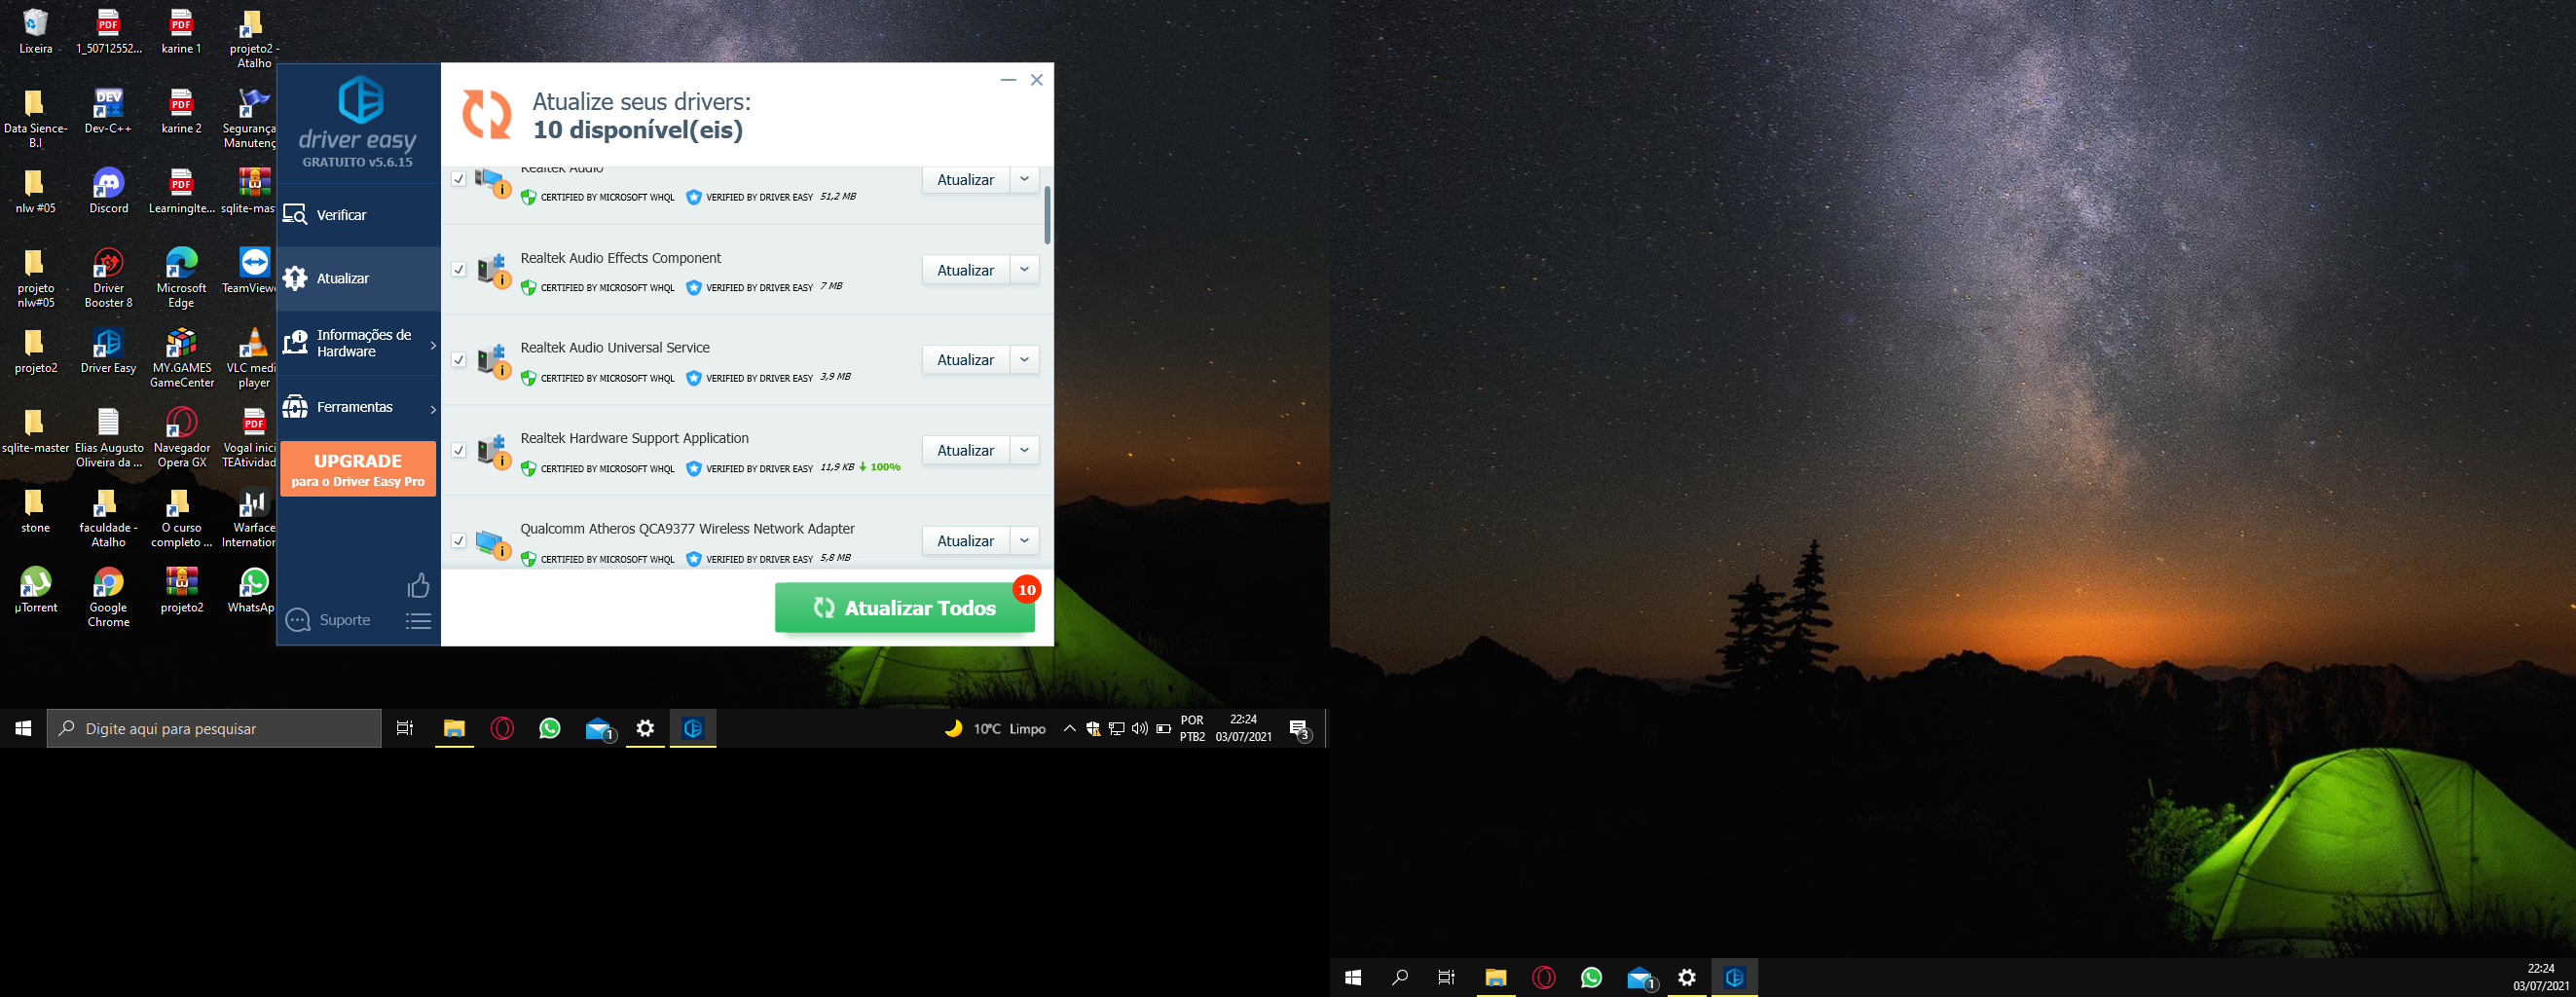 Lixeira
1_50712552...
karine 1
projeto2 -
Atalho
Data Sience-
B.I
DEV
Dev-C++
karine 2
Segurança
Manutenç
nlw #05
Discord
LearningIte...
sqlite-mas
projeto
nlw#05
Driver
Booster 8
Microsoft
Edge
TeamView
projeto2
Driver Easy
MY.GAMES
GameCenter
VLC medi
player
sqlite-master
Elias Augusto
Oliveira da ...
Navegador
Opera GX
Vogal inici
TEAtividad
stone
faculdade -
Atalho
O curso
completo ...
Warface
Internation
µTorrent
Google
Chrome
projeto2
WhatsAp
PDF
PDF
PDF
PDF
PDF
driver easy
GRATUITO v5.6.15
Verificar
Atualizar
Informações de
Hardware
Ferramentas
UPGRADE
para o Driver Easy Pro
Suporte
Atualize seus drivers:
10 disponível(eis)
Realtek Audio
CERTIFIED BY MICROSOFT WHQL VERIFIED BY DRIVER EASY 51,2 MB
Atualizar
Realtek Audio Effects Component
CERTIFIED BY MICROSOFT WHQL VERIFIED BY DRIVER EASY 7 MB
Atualizar
Realtek Audio Universal Service
CERTIFIED BY MICROSOFT WHQL VERIFIED BY DRIVER EASY 3,9 MB
Atualizar
Realtek Hardware Support Application
CERTIFIED BY MICROSOFT WHQL VERIFIED BY DRIVER EASY 11,9 KB 100%
Atualizar
Qualcomm Atheros QCA9377 Wireless Network Adapter
CERTIFIED BY MICROSOFT WHQL VERIFIED BY DRIVER EASY 5,8 MB
Atualizar
Atualizar Todos
10
Digite aqui para pesquisar
1
10°C Limpo
POR
PTB2
22:24
03/07/2021
3
1
22:24
03/07/2021